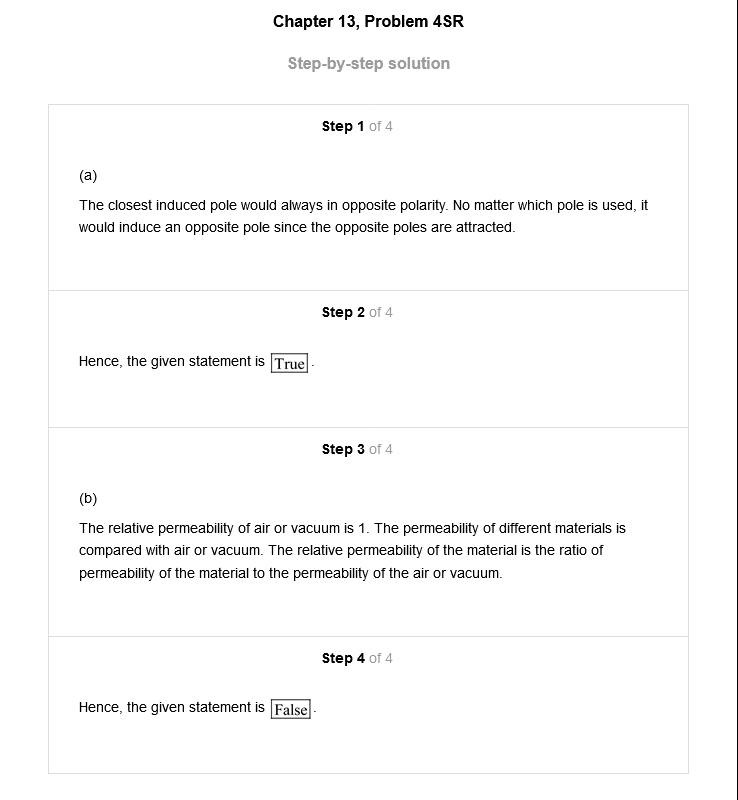 Chapter 13, Problem 4SR
Step-by-step solution
Step 1 of 4
(a)
The closest induced pole would always in opposite polarity. No matter which pole is used, it
would induce an opposite pole since the opposite poles are attracted.
Step 2 of 4
Hence, the given statement is True .
Step 3 of 4
(b)
The relative permeability of air or vacuum is 1. The permeability of different materials is
compared with air or vacuum. The relative permeability of the material is the ratio of
permeability of the material to the permeability of the air or vacuum.
Step 4 of 4
Hence, the given statement is False .